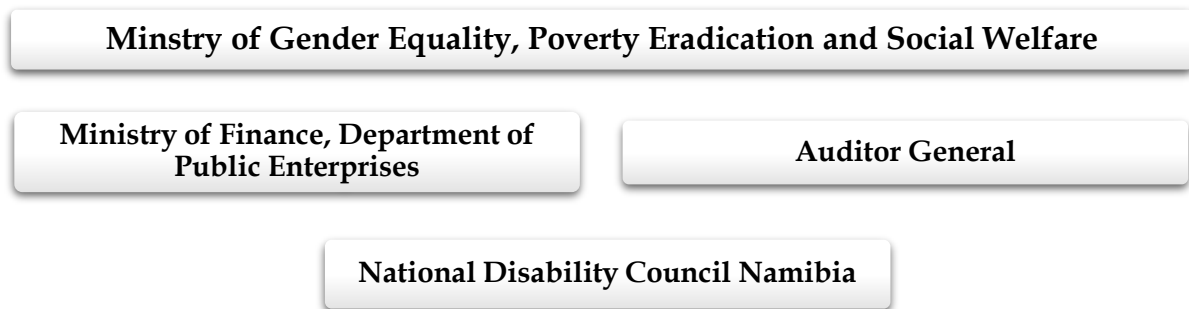 Minstry of Gender Equality, Poverty Eradication and Social Welfare
Ministry of Finance, Department of
Public Enterprises
Auditor General
National Disability Council Namibia